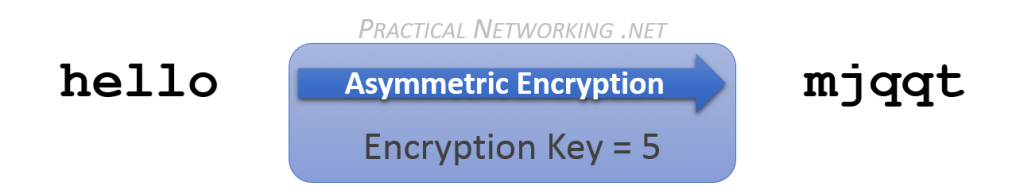 PRACTICAL NETWORKING .NET
hello
Asymmetric Encryption
mjqqt
Encryption Key = 5